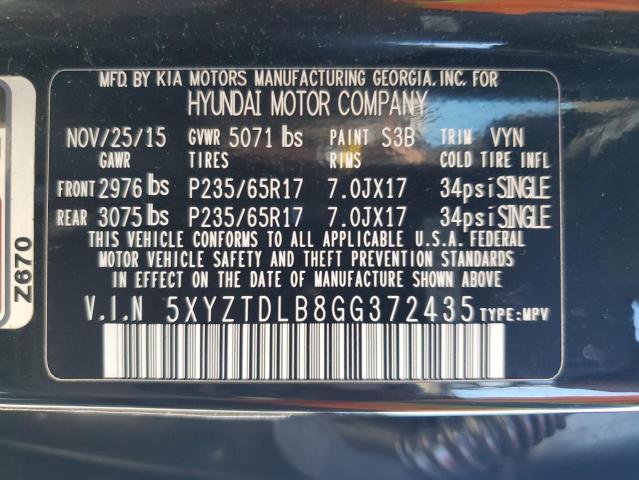 MFD. BY KIA MOTORS MANUFACTURING GEORGIA, INC. FOR
HYUNDAI MOTOR COMPANY
NOV/25/15 GVWR 5071 lbs PAINT S3B TRIM VYN
GAWR TIRES RIMS COLD TIRE INFL
FRONT 2976 lbs P235/65R17 7.0JX17 34psi SINGLE
REAR 3075 lbs P235/65R17 7.0JX17 34psi SINGLE
THIS VEHICLE CONFORMS TO ALL APPLICABLE U.S.A. FEDERAL
MOTOR VEHICLE SAFETY AND THEFT PREVENTION STANDARDS
IN EFFECT ON THE DATE OF MANUFACTURE SHOWN ABOVE.
V.I.N 5XYZTDLB8GG372435 TYPE:MPV
Z670